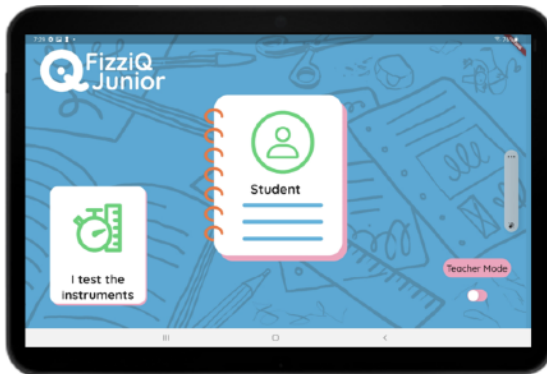 FizziQ
Junior
Student
I test the
instruments
Teacher Mode